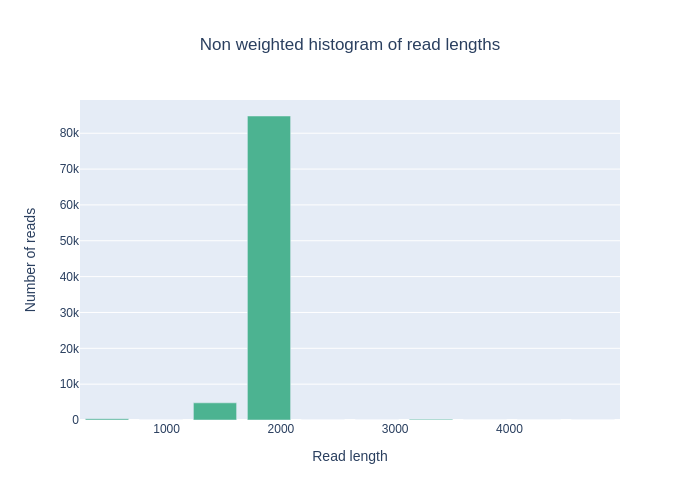 Non weighted histogram of read lengths
Number of reads
80k
70k
60k
50k
40k
30k
20k
10k
0
1000 2000 3000 4000
Read length